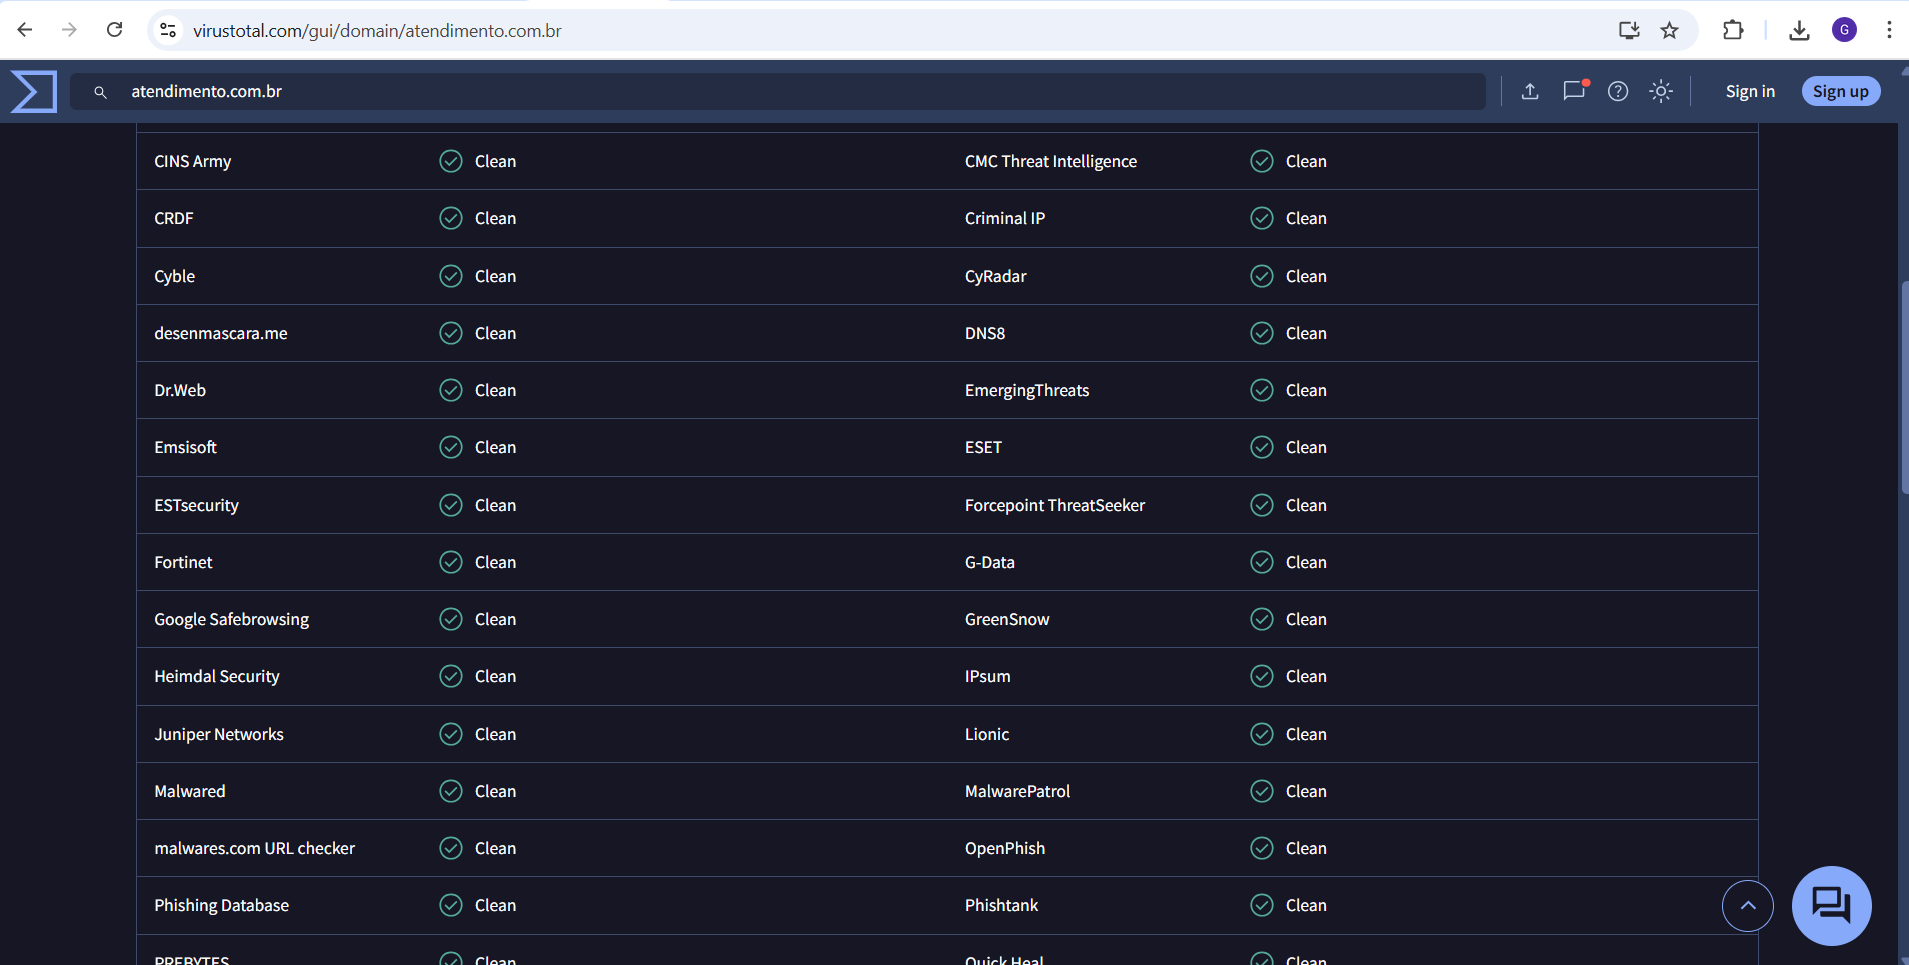 virustotal.com/gui/domain/atendimento.com.br
G
atendimento.com.br
Sign in
Sign up
CINS Army Clean CMC Threat Intelligence Clean
CRDF Clean Criminal IP Clean
Cyble Clean CyRadar Clean
desenmascara.me Clean DNS8 Clean
Dr.Web Clean EmergingThreats Clean
Emsisoft Clean ESET Clean
ESTsecurity Clean Forcepoint ThreatSeeker Clean
Fortinet Clean G-Data Clean
Google Safebrowsing Clean GreenSnow Clean
Heimdal Security Clean IPsum Clean
Juniper Networks Clean Lionic Clean
Malwared Clean MalwarePatrol Clean
malwares.com URL checker Clean OpenPhish Clean
Phishing Database Clean Phishtank Clean
PREBYTES Clean Quick Heal Clean